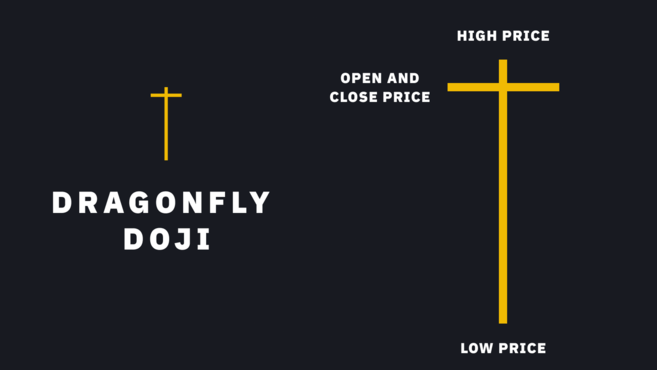 DRAGONFLY
DOJI
HIGH PRICE
OPEN AND
CLOSE PRICE
LOW PRICE